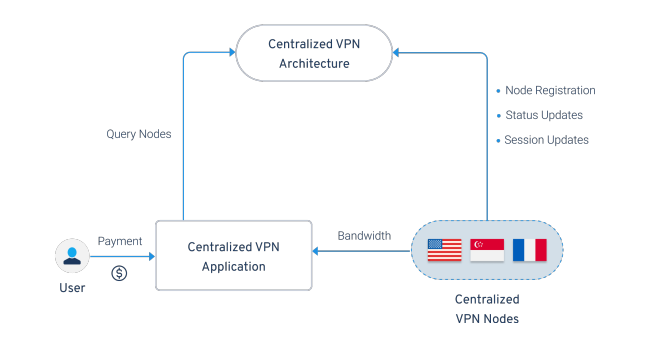 Centralized VPN
Architecture
Node Registration
Status Updates
Session Updates
Query Nodes
Payment
$
User
Centralized VPN
Application
Bandwidth
Centralized
VPN Nodes